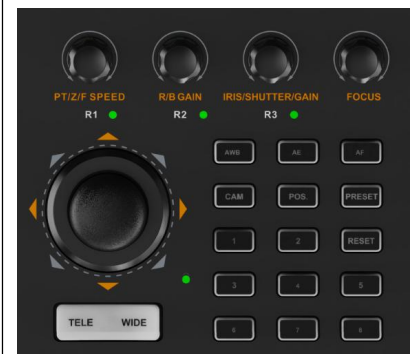 PT/Z/F SPEED R/B GAIN IRIS/SHUTTER/GAIN FOCUS
R1 R2 R3
AWB AE AF
CAM POS. PRESET
1 2 RESET
3 4 5
TELE WIDE
6 7 8